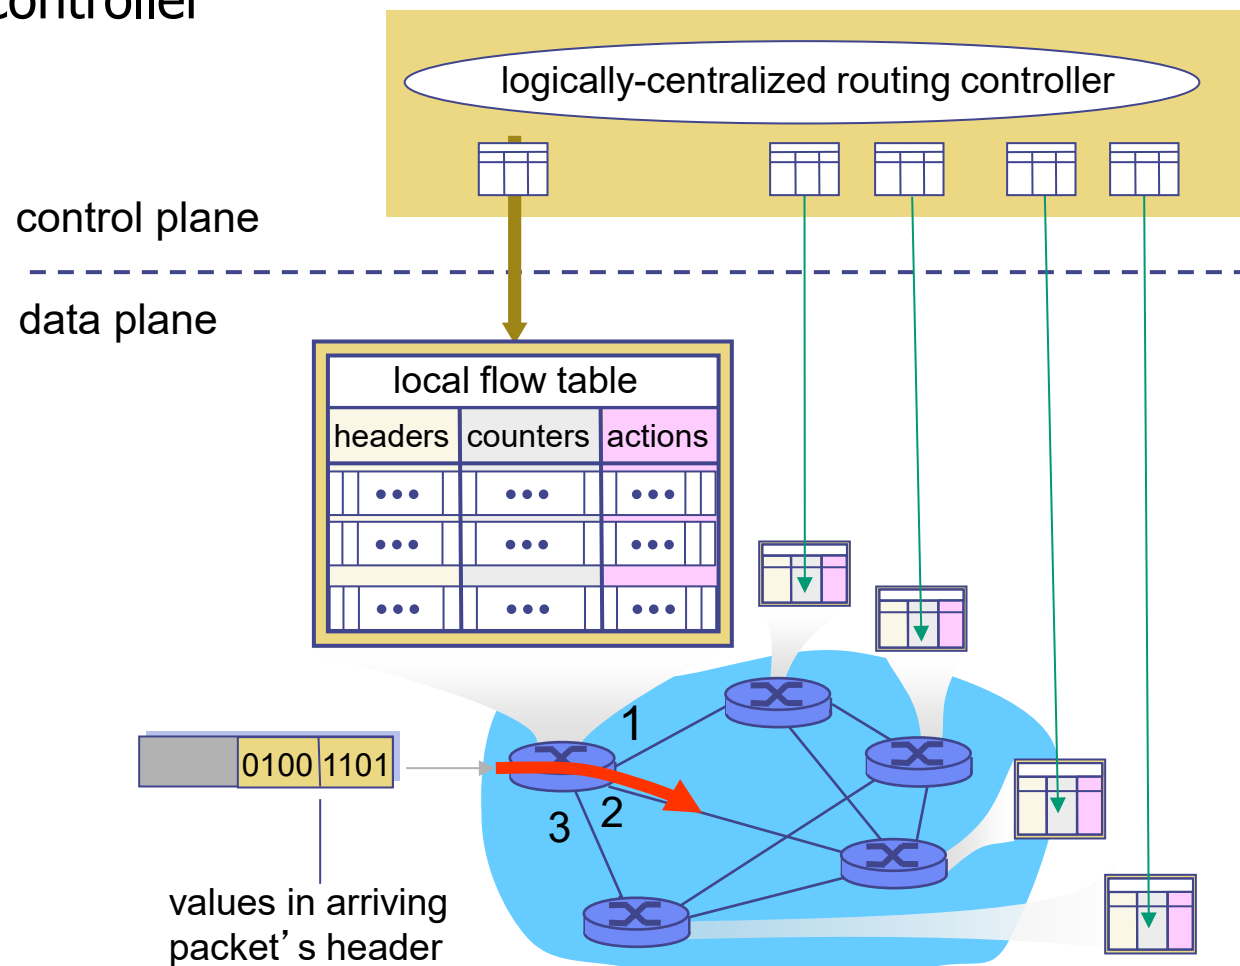 controller
logically-centralized routing controller
control plane
data plane
local flow table
headers counters actions
1
0100 1101
2
3
values in arriving
packet’s header